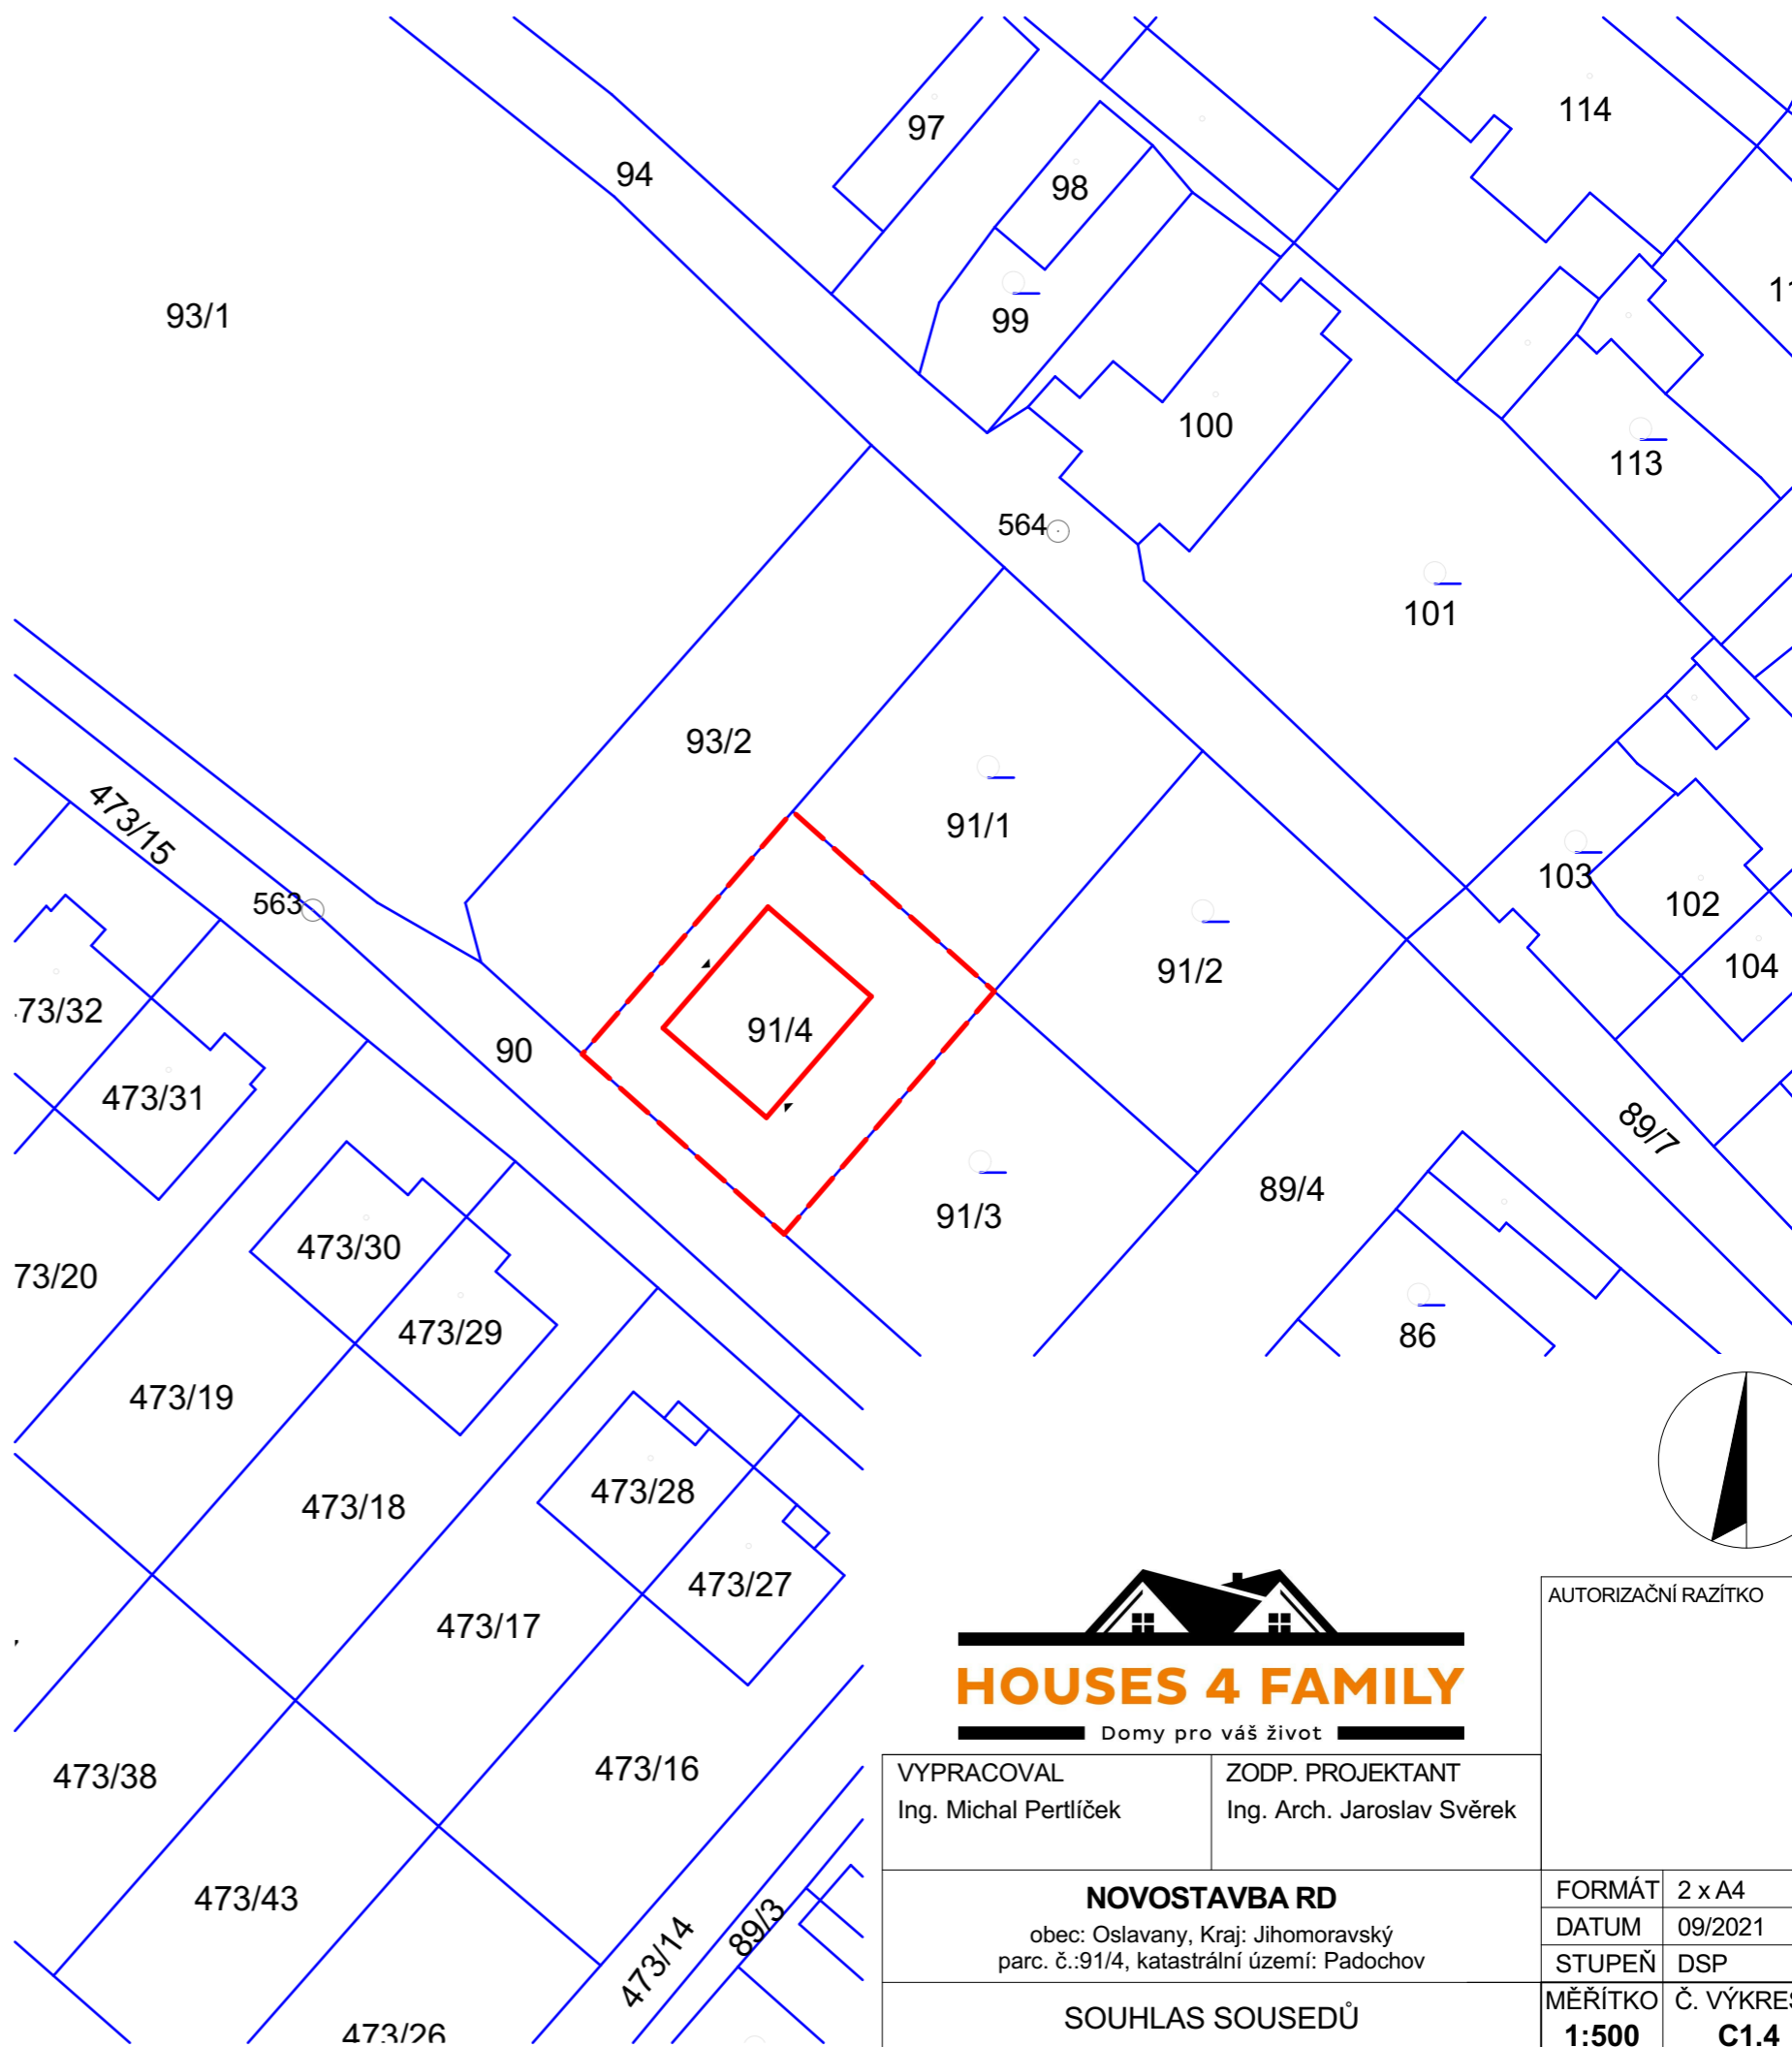 97
114
98
94
93/1
99
100
113
564
101
93/2
91/1
473/15
563
103
102
91/2
104
73/32
91/4
90
473/31
89/7
89/4
91/3
473/30
73/20
473/29
86
473/19
473/28
473/18
473/27
473/17
473/16
473/38
473/43
89/3
473/14
473/26
HOUSES 4 FAMILY
Domy pro váš život
AUTORIZAČNÍ RAZÍTKO
VYPRACOVAL
Ing. Michal Pertlíček
ZODP. PROJEKTANT
Ing. Arch. Jaroslav Svěrek
NOVOSTAVBA RD
obec: Oslavany, Kraj: Jihomoravský
parc. č.:91/4, katastrální území: Padochov
FORMÁT 2 x A4
DATUM 09/2021
STUPEŇ DSP
SOUHLAS SOUSEDŮ
MĚŘÍTKO
1:500
Č. VÝKRES
C1.4